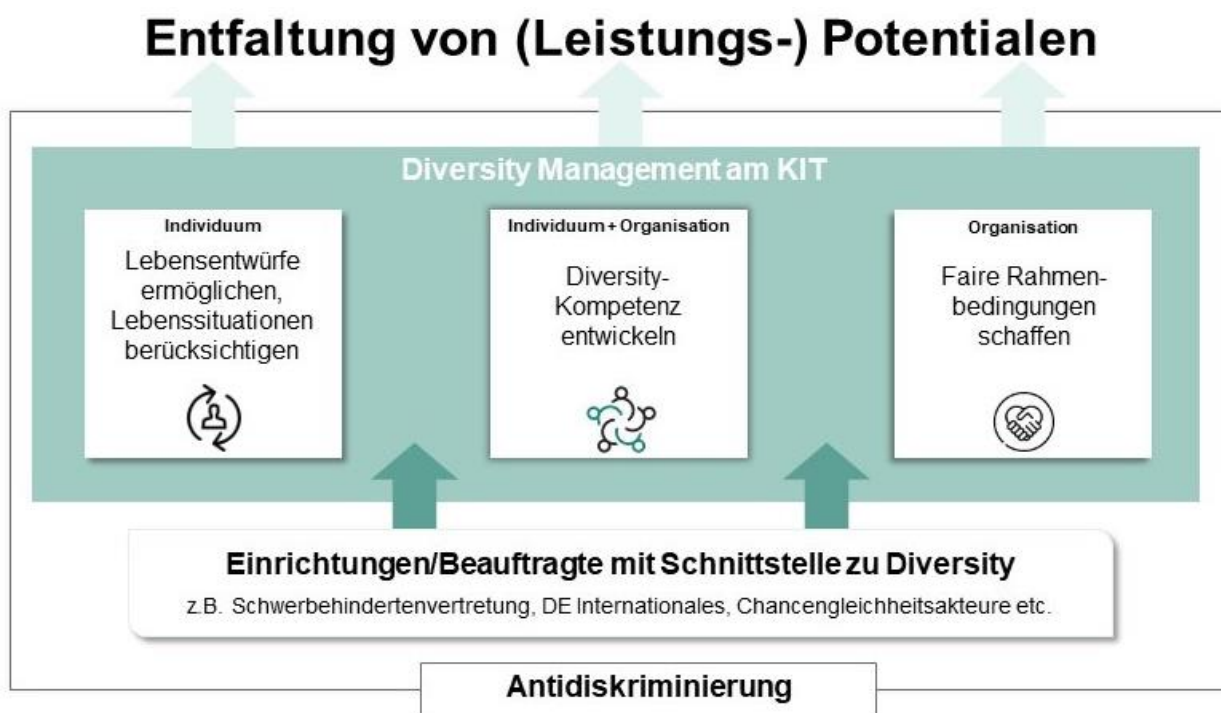 Entfaltung von (Leistungs-) Potentialen
Diversity Management am KIT
Individuum
Lebensentwürfe
ermöglichen,
Lebenssituationen
berücksichtigen
Individuum + Organisation
Diversity-
Kompetenz
entwickeln
Organisation
Faire Rahmen-
bedingungen
schaffen
Einrichtungen/Beauftragte mit Schnittstelle zu Diversity
z.B. Schwerbehindertenvertretung, DE Internationales, Chancengleichheitsakteure etc.
Antidiskriminierung